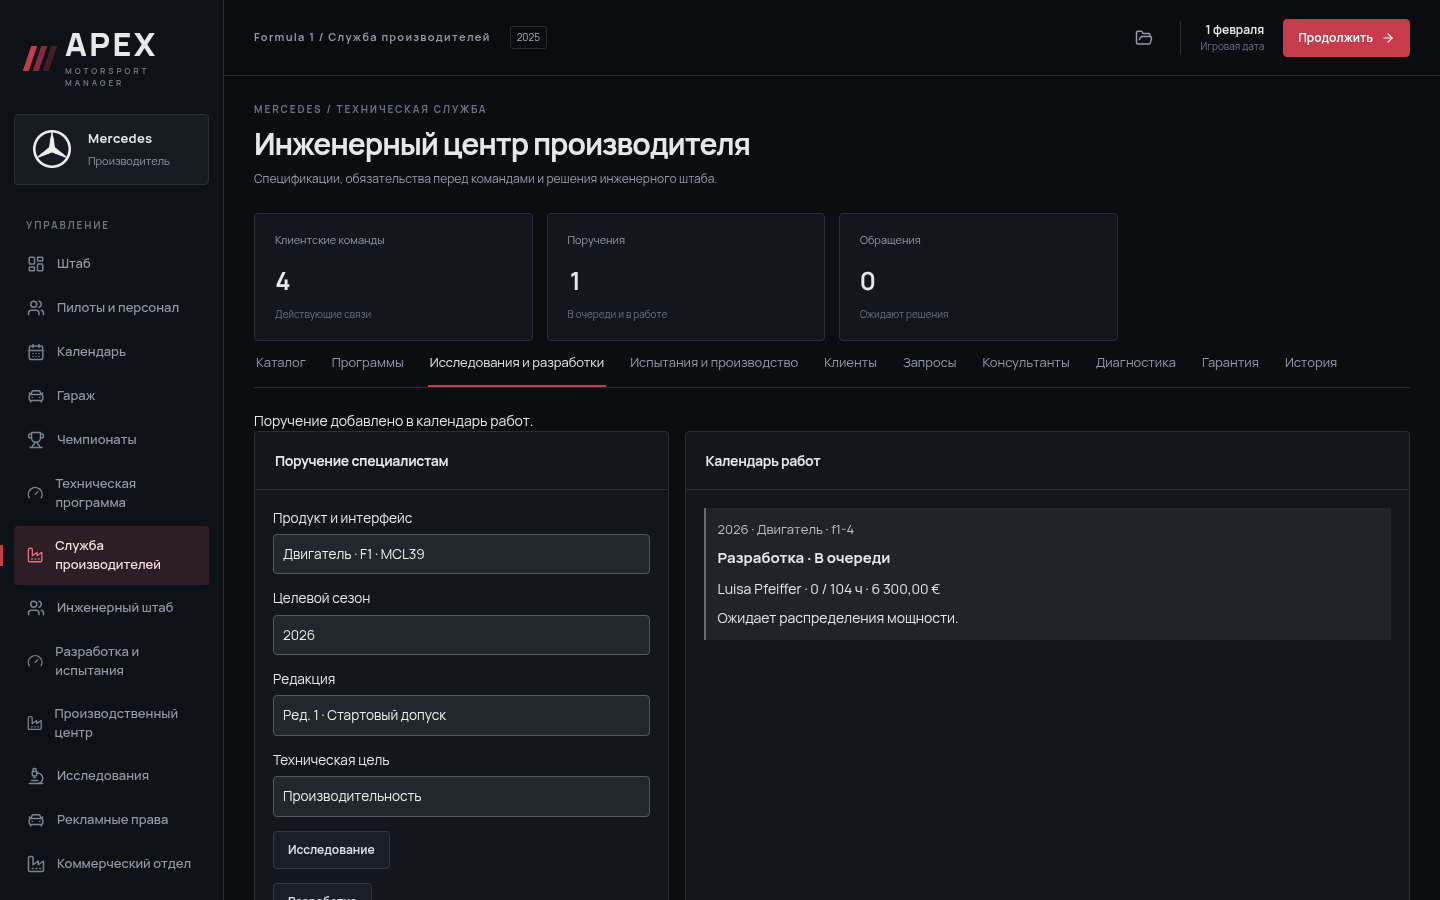 APEX
MOTORSPORT
MANAGER
Mercedes
Производитель
УПРАВЛЕНИЕ
Штаб
Пилоты и персонал
Календарь
Гараж
Чемпионаты
Техническая
программа
Служба
производителей
Инженерный штаб
Разработка и
испытания
Производственный
центр
Исследования
Рекламные права
Коммерческий отдел
Formula 1 / Служба производителей
2025
1 февраля
Игровая дата
Продолжить
MERCEDES / ТЕХНИЧЕСКАЯ СЛУЖБА
Инженерный центр производителя
Спецификации, обязательства перед командами и решения инженерного штаба.
Клиентские команды
4
Действующие связи
Поручения
1
В очереди и в работе
Обращения
0
Ожидают решения
Каталог
Программы
Исследования и разработки
Испытания и производство
Клиенты
Запросы
Консультанты
Диагностика
Гарантия
История
Поручение добавлено в календарь работ.
Поручение специалистам
Продукт и интерфейс
Двигатель · F1 · MCL39
Целевой сезон
2026
Редакция
Ред. 1 · Стартовый допуск
Техническая цель
Производительность
Исследование
Разработка
Календарь работ
2026 · Двигатель · f1-4
Разработка · В очереди
Luisa Pfeiffer · 0 / 104 ч · 6 300,00 €
Ожидает распределения мощности.